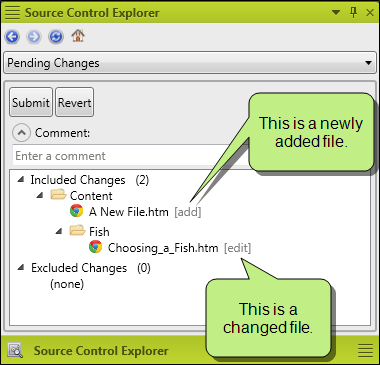 Source Control Explorer
Pending Changes
Submit Revert
Comment:
Enter a comment
Included Changes (2)
Content
A New File.htm [add]
Fish
Choosing_a_Fish.htm [edit]
Excluded Changes (0)
(none)
This is a newly
added file.
This is a
changed file.
Source Control Explorer